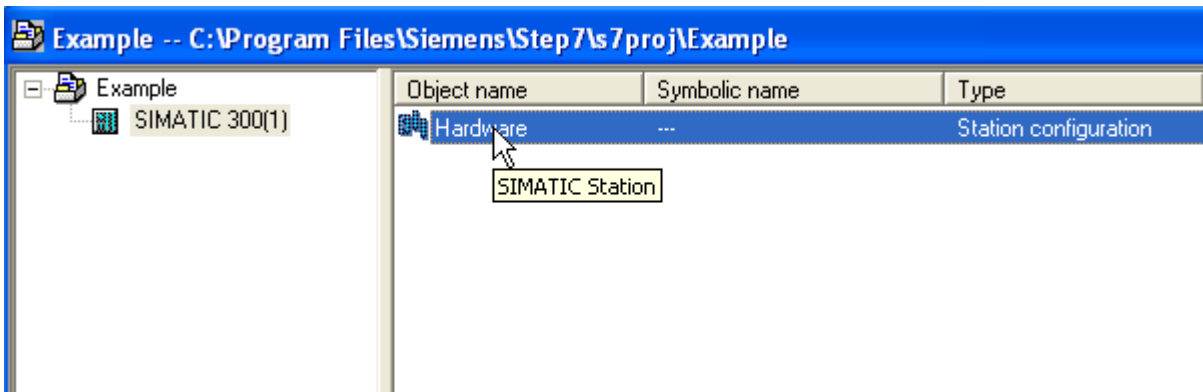 Example -- C:\Program Files\Siemens\Step7\s7proj\Example
Example
SIMATIC 300(1)
Object name Symbolic name Type
Hardware --- Station configuration
SIMATIC Station